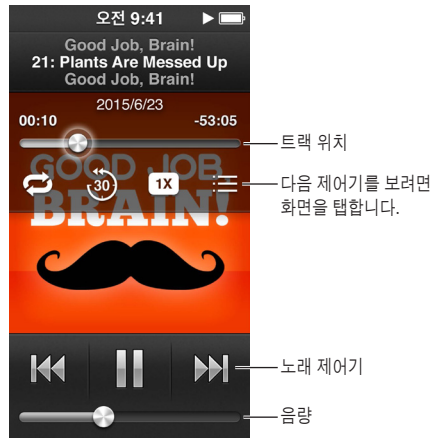 오전 9:41
Good Job, Brain!
21: Plants Are Messed Up
Good Job, Brain!
2015/6/23
00:10 -53:05
트랙 위치
GOOD JOB
30
1X
BRAIN!
다음 제어기를 보려면
화면을 탭합니다.
노래 제어기
음량